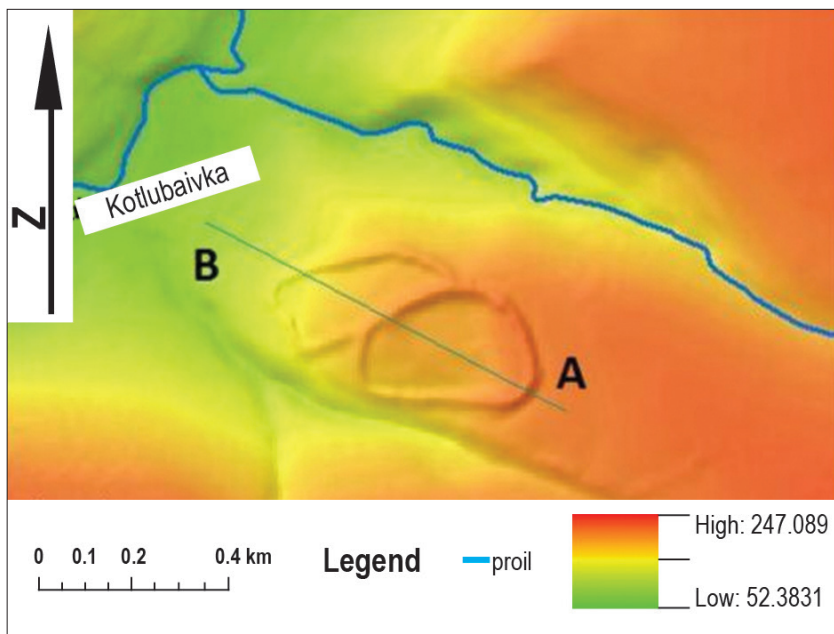 Z
Kotlubaivka
B
A
0 0.1 0.2 0.4 km
Legend
proil
High: 247.089
Low: 52.3831